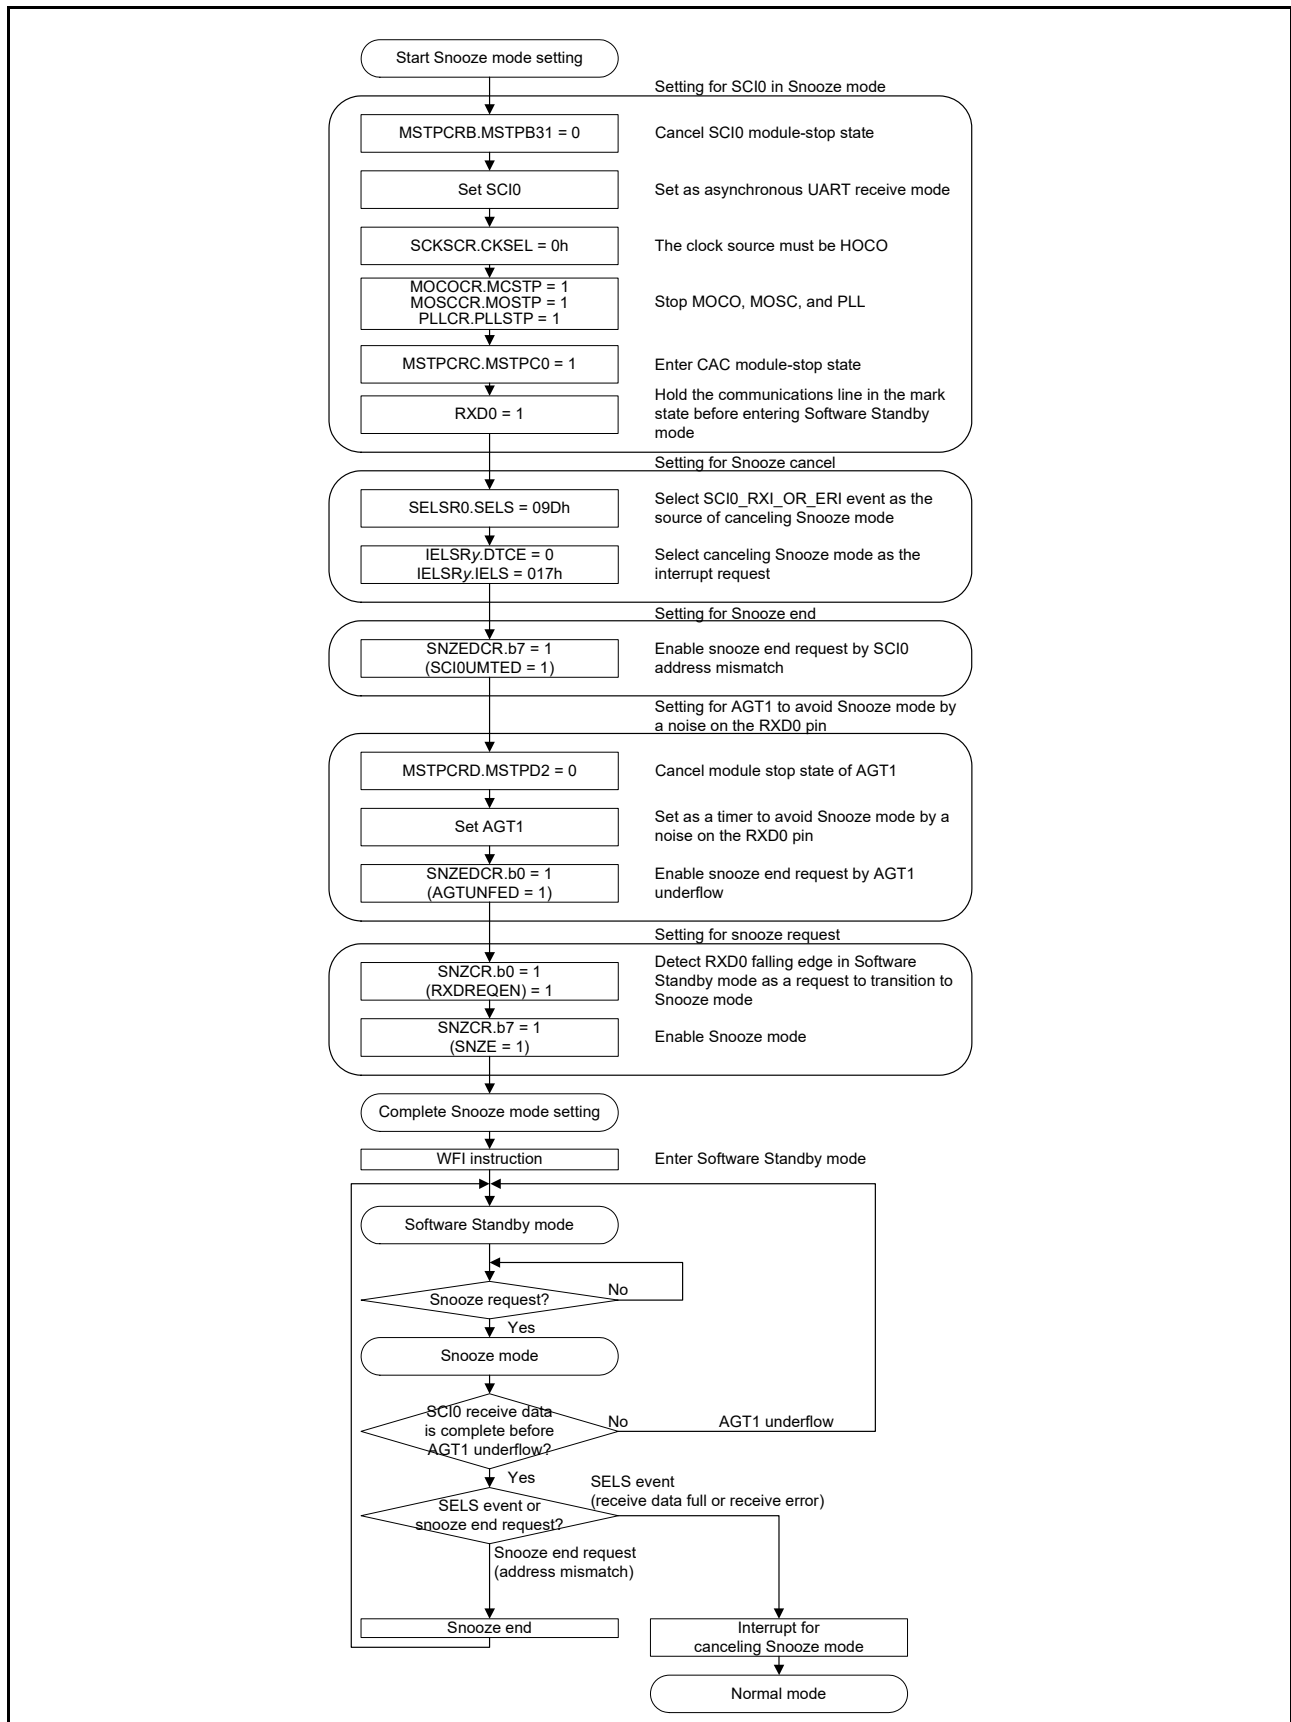 Start Snooze mode setting
Setting for SCI0 in Snooze mode
MSTPCRB.MSTPB31 = 0
Cancel SCI0 module-stop state
Set SCI0
Set as asynchronous UART receive mode
SCKSCR.CKSEL = 0h
The clock source must be HOCO
MOCOCR.MCSTP = 1
MOSCCR.MOSTP = 1
PLLCR.PLLSTP = 1
Stop MOCO, MOSC, and PLL
MSTPCRC.MSTPC0 = 1
Enter CAC module-stop state
RXD0 = 1
Hold the communications line in the mark
state before entering Software Standby
mode
Setting for Snooze cancel
SELSR0.SELS = 09Dh
Select SCI0_RXI_OR_ERI event as the
source of canceling Snooze mode
IELSRy.DTCE = 0
IELSRy.IELS = 017h
Select canceling Snooze mode as the
interrupt request
Setting for Snooze end
SNZEDCR.b7 = 1
(SCI0UMTED = 1)
Enable snooze end request by SCI0
address mismatch
Setting for AGT1 to avoid Snooze mode by
a noise on the RXD0 pin
MSTPCRD.MSTPD2 = 0
Cancel module stop state of AGT1
Set AGT1
Set as a timer to avoid Snooze mode by a
noise on the RXD0 pin
SNZEDCR.b0 = 1
(AGTUNFED = 1)
Enable snooze end request by AGT1
underflow
Setting for snooze request
SNZCR.b0 = 1
(RXDREQEN) = 1
Detect RXD0 falling edge in Software
Standby mode as a request to transition to
Snooze mode
SNZCR.b7 = 1
(SNZE = 1)
Enable Snooze mode
Complete Snooze mode setting
WFI instruction
Enter Software Standby mode
Software Standby mode
Snooze request?
No
Yes
Snooze mode
SCI0 receive data
is complete before
AGT1 underflow?
No
AGT1 underflow
Yes
SELS event
(receive data full or receive error)
SELS event or
snooze end request?
Snooze end request
(address mismatch)
Snooze end
Interrupt for
canceling Snooze mode
Normal mode